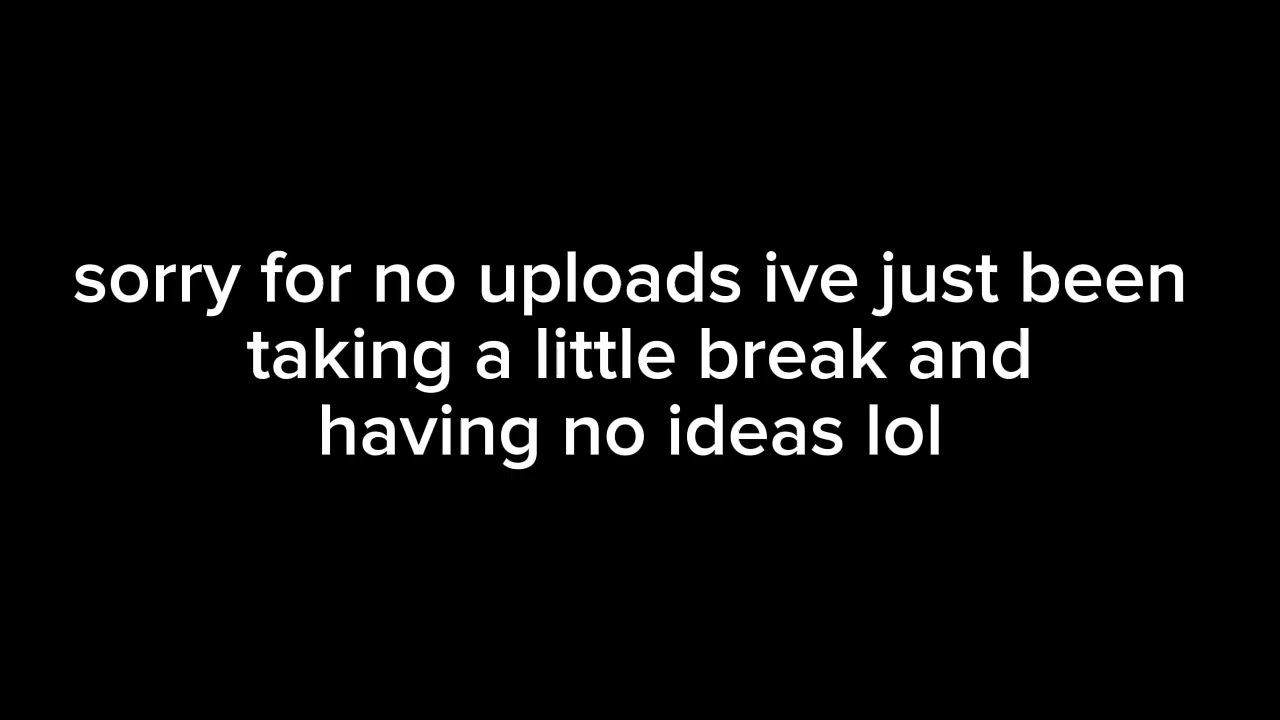 sorry for no uploads ive just been
taking a little break and
having no ideas lol